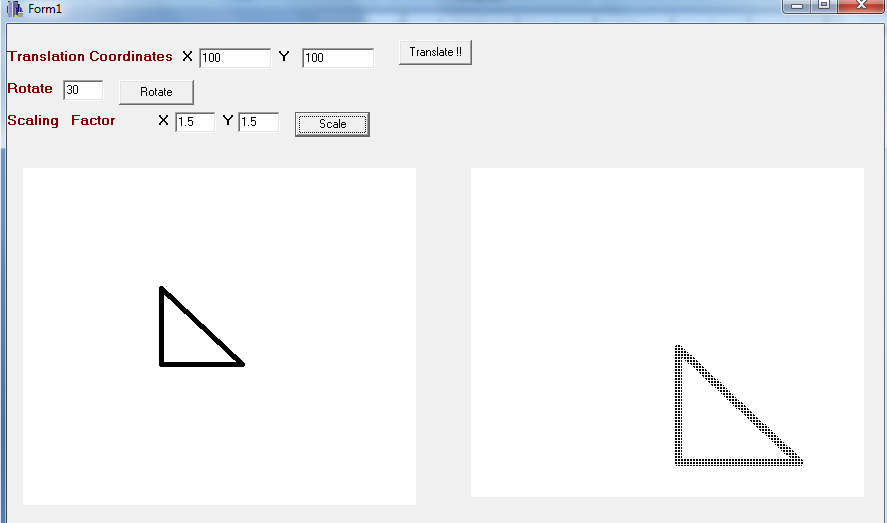 Form1
Translation Coordinates X 100 Y 100 Translate !!
Rotate 30 Rotate
Scaling Factor X 1.5 Y 1.5 Scale